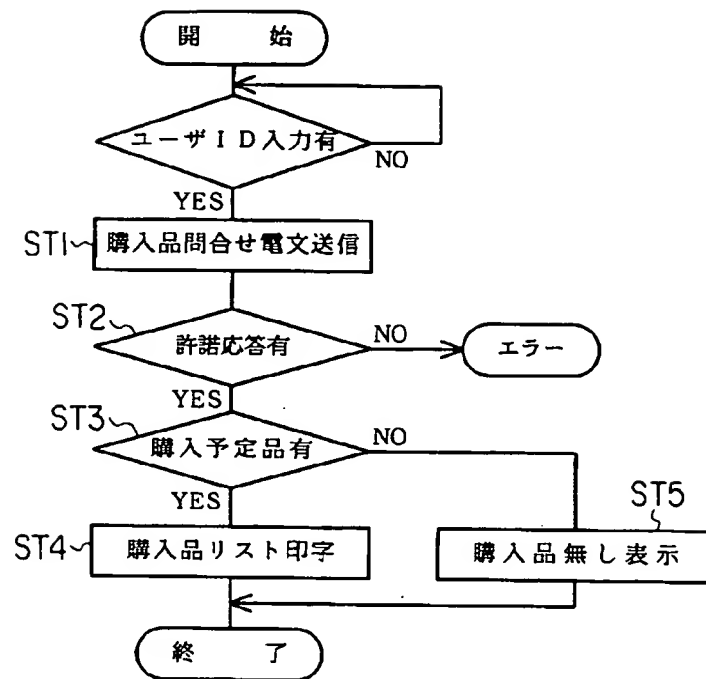 開 始
ユーザID入力有
NO
YES
ST1
購入品問合せ電文送信
ST2
許諾応答有
NO
エラー
YES
ST3
購入予定品有
NO
YES
ST4
購入品リスト印字
ST5
購入品無し表示
終 了